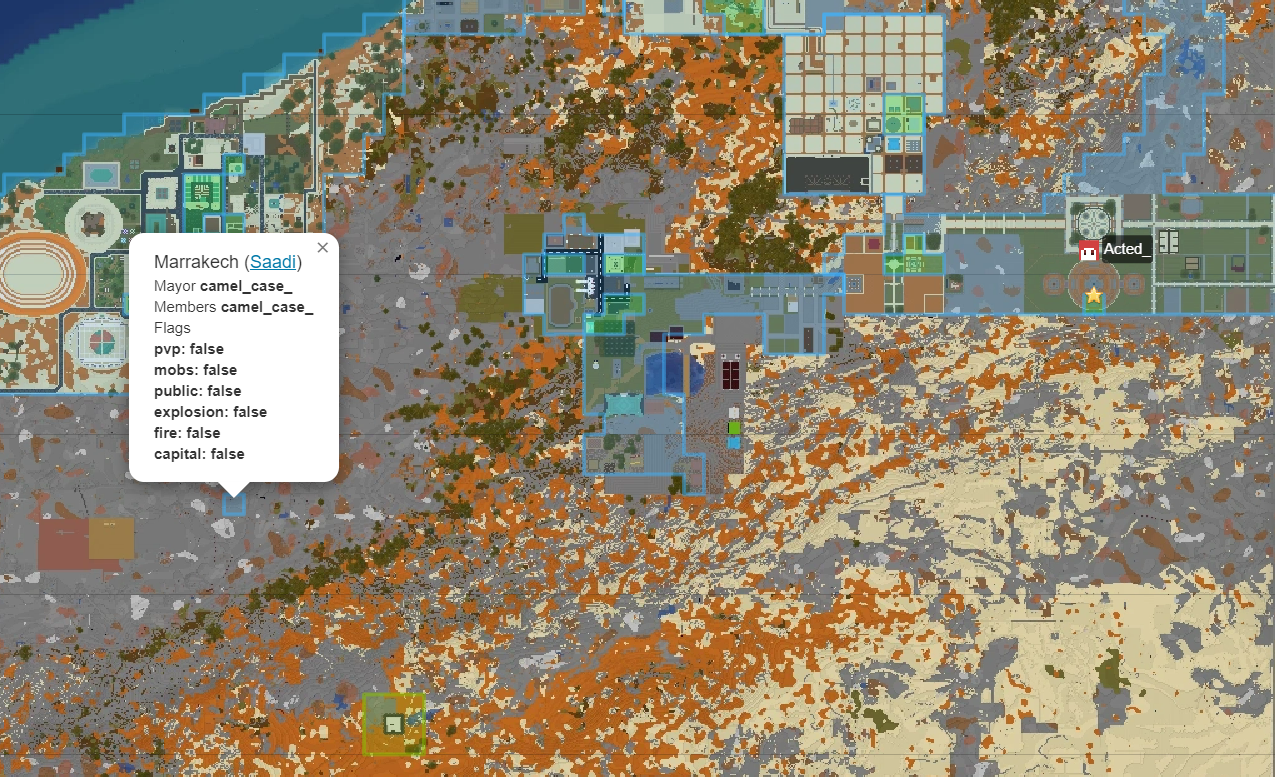 Marrakech (Saadi)
Mayor camel_case_
Members camel_case_
Flags
pvp: false
mobs: false
public: false
explosion: false
fire: false
capital: false
Acted_